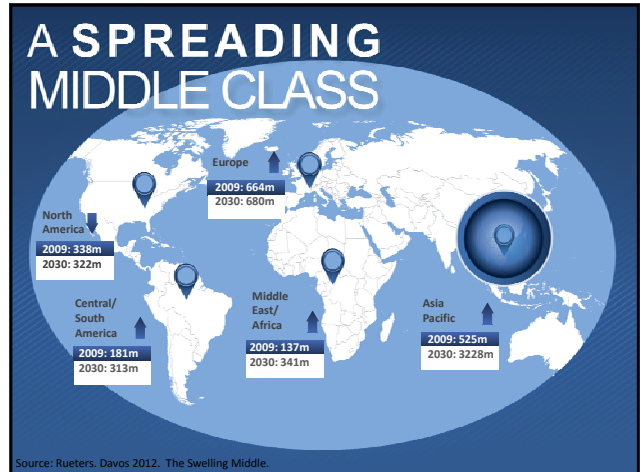 A SPREADING
MIDDLE CLASS
Europe
2009: 664m
2030: 680m
North
America
2009: 338m
2030: 322m
Central/
South
America
2009: 181m
2030: 313m
Middle
East/
Africa
2009: 137m
2030: 341m
Asia
Pacific
2009: 525m
2030: 3228m
Source: Rueters. Davos 2012. The Swelling Middle.